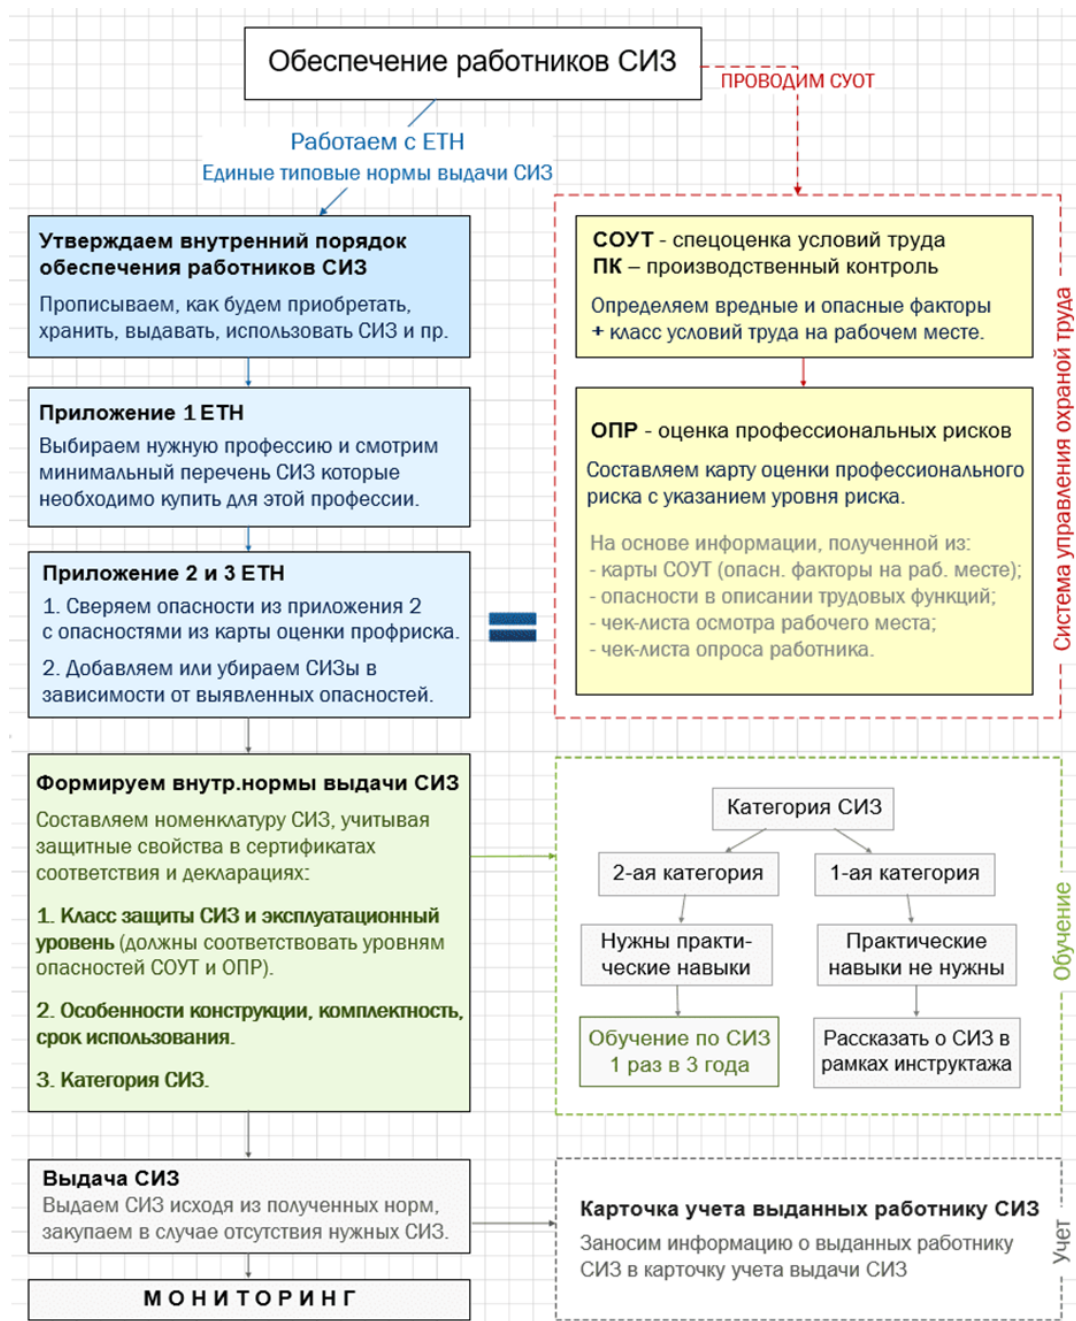 Обеспечение работников СИЗ
ПРОВОДИМ СУОТ
Работаем с ЕТН
Единые типовые нормы выдачи СИЗ
Утверждаем внутренний порядок
обеспечения работников СИЗ
Прописываем, как будем приобретать,
хранить, выдавать, использовать СИЗ и пр.
Приложение 1 ЕТН
Выбираем нужную профессию и смотрим
минимальный перечень СИЗ которые
необходимо купить для этой профессии.
Приложение 2 и 3 ЕТН
1. Сверяем опасности из приложения 2
с опасностями из карты оценки профриска.
2. Добавляем или убираем СИЗы в
зависимости от выявленных опасностей.
СОУТ - спецоценка условий труда
ПК – производственный контроль
Определяем вредные и опасные факторы
+ класс условий труда на рабочем месте.
ОПР - оценка профессиональных рисков
Составляем карту оценки профессионального
риска с указанием уровня риска.
На основе информации, полученной из:
- карты СОУТ (опасн. факторы на раб. месте);
- опасности в описании трудовых функций;
- чек-листа осмотра рабочего места;
- чек-листа опроса работника.
Система управления охраной труда
Формируем внутр.нормы выдачи СИЗ
Составляем номенклатуру СИЗ, учитывая
защитные свойства в сертификатах
соответствия и декларациях:
1. Класс защиты СИЗ и эксплуатационный
уровень (должны соответствовать уровням
опасностей СОУТ и ОПР).
2. Особенности конструкции, комплектность,
срок использования.
3. Категория СИЗ.
Категория СИЗ
2-ая категория
1-ая категория
Нужны практи-
ческие навыки
Практические
навыки не нужны
Обучение по СИЗ
1 раз в 3 года
Рассказать о СИЗ в
рамках инструктажа
Обучение
Выдача СИЗ
Выдаем СИЗ исходя из полученных норм,
закупаем в случае отсутствия нужных СИЗ.
Карточка учета выданных работнику СИЗ
Заносим информацию о выданных работнику
СИЗ в карточку учета выдачи СИЗ
Учет
МОНИТОРИНГ